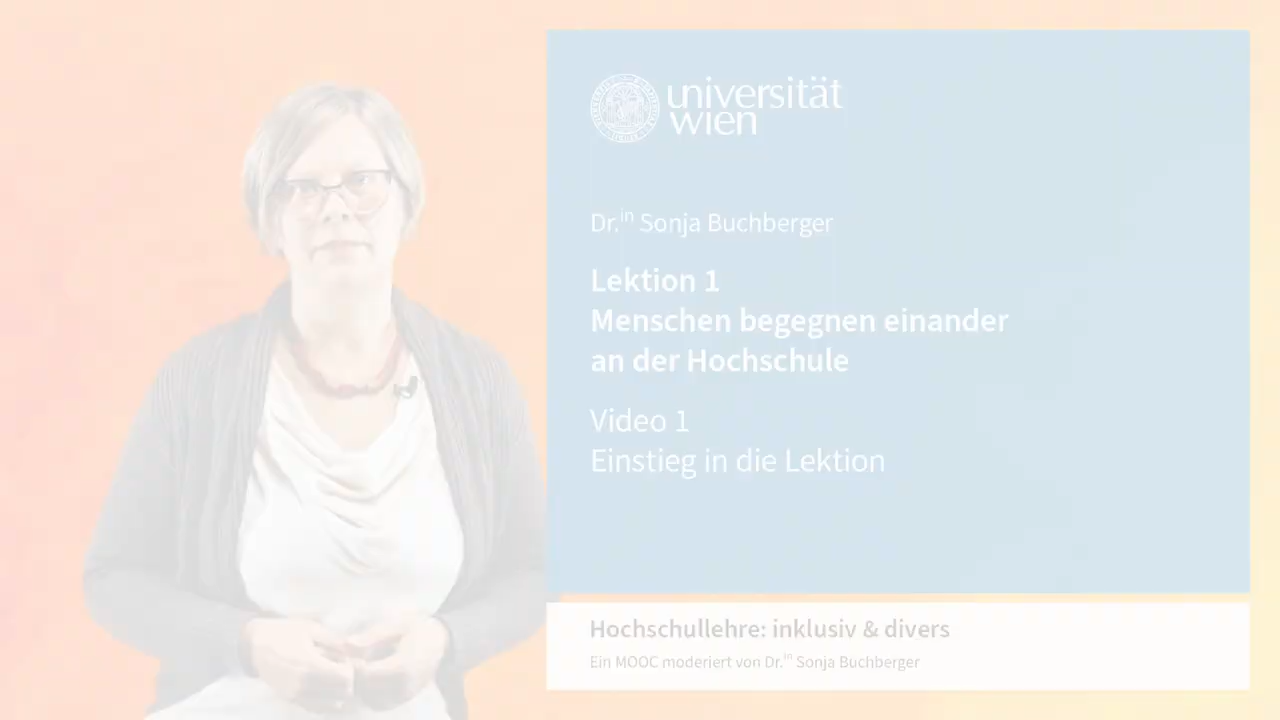 universität
wien
Dr.in Sonja Buchberger
Lektion 1
Menschen begegnen einander
an der Hochschule
Video 1
Einstieg in die Lektion
Hochschullehre: inklusiv & divers
Ein MOOC moderiert von Dr.in Sonja Buchberger